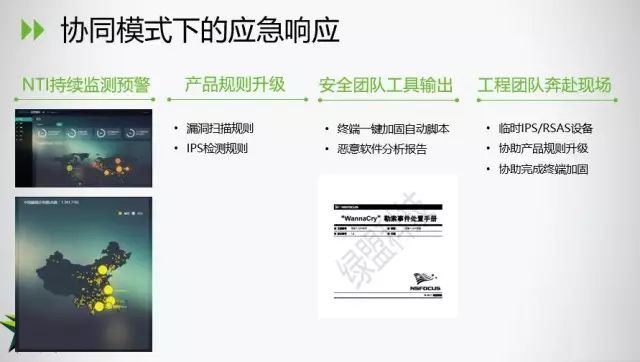 协同模式下的应急响应
NTI持续监测预警
产品规则升级
• 漏洞扫描规则
• IPS检测规则
安全团队工具输出
• 终端一键加固自动脚本
• 恶意软件分析报告
"WannaCry"勒索事件处置手册
绿盟科技
NSFOCUS
工程团队奔赴现场
• 临时IPS/RSAS设备
• 协助产品规则升级
• 协助完成终端加固